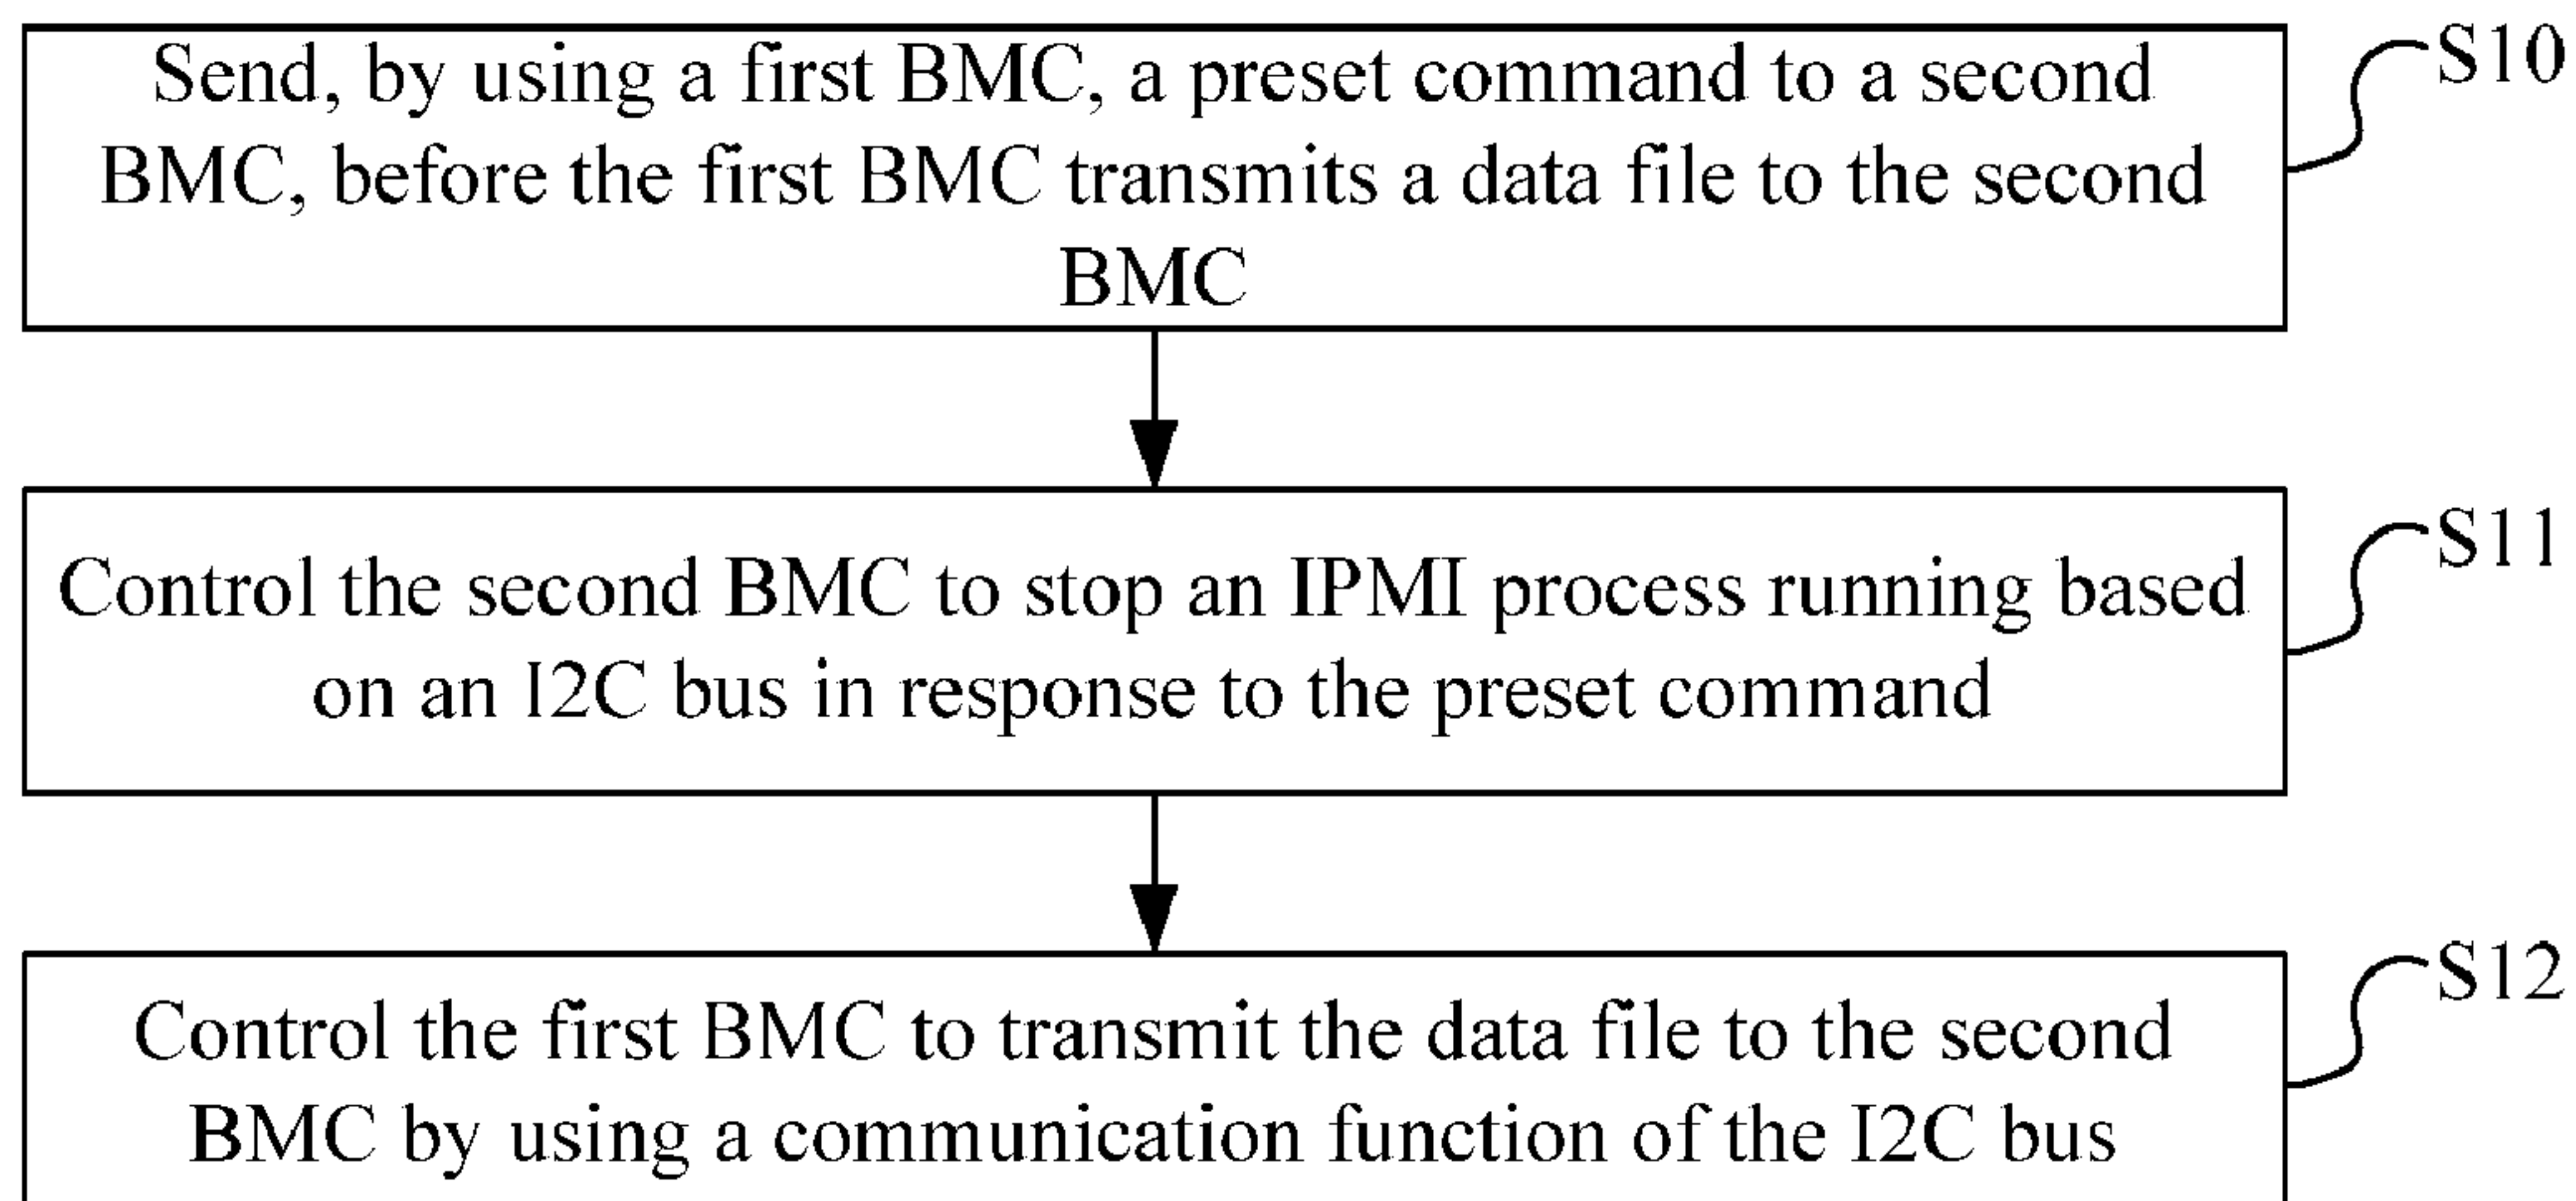 Send, by using a first BMC, a preset command to a second
BMC, before the first BMC transmits a data file to the second
BMC
S10
Control the second BMC to stop an IPMI process running based
on an I2C bus in response to the preset command
S11
Control the first BMC to transmit the data file to the second
BMC by using a communication function of the I2C bus
S12